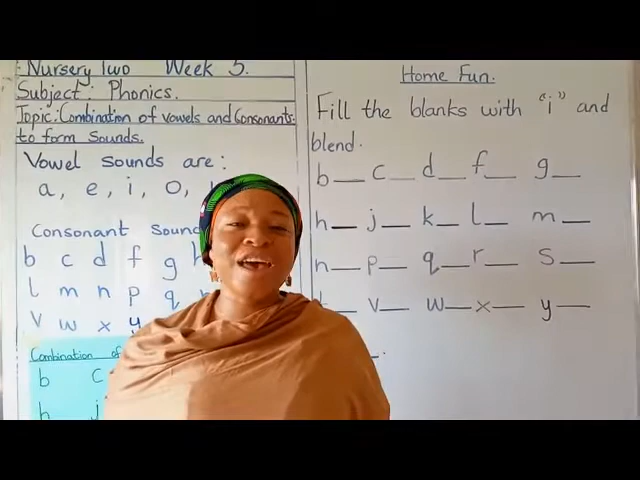 Nursery Two Week 5.
Subject: Phonics.
Topic: Combination of vowels and Consonants
to form Sounds.
Vowel sounds are:
a, e, i, o,
Consonant
b c d f g
l m n p q r
v w x y
Combination of
b c
h j
Home Fun.
Fill the blanks with "i" and
blend.
b__ c__ d__ f__ g__
h__ j__ k__ l__ m__
n__ p__ q__ r__ s__
t__ v__ w__ x__ y__